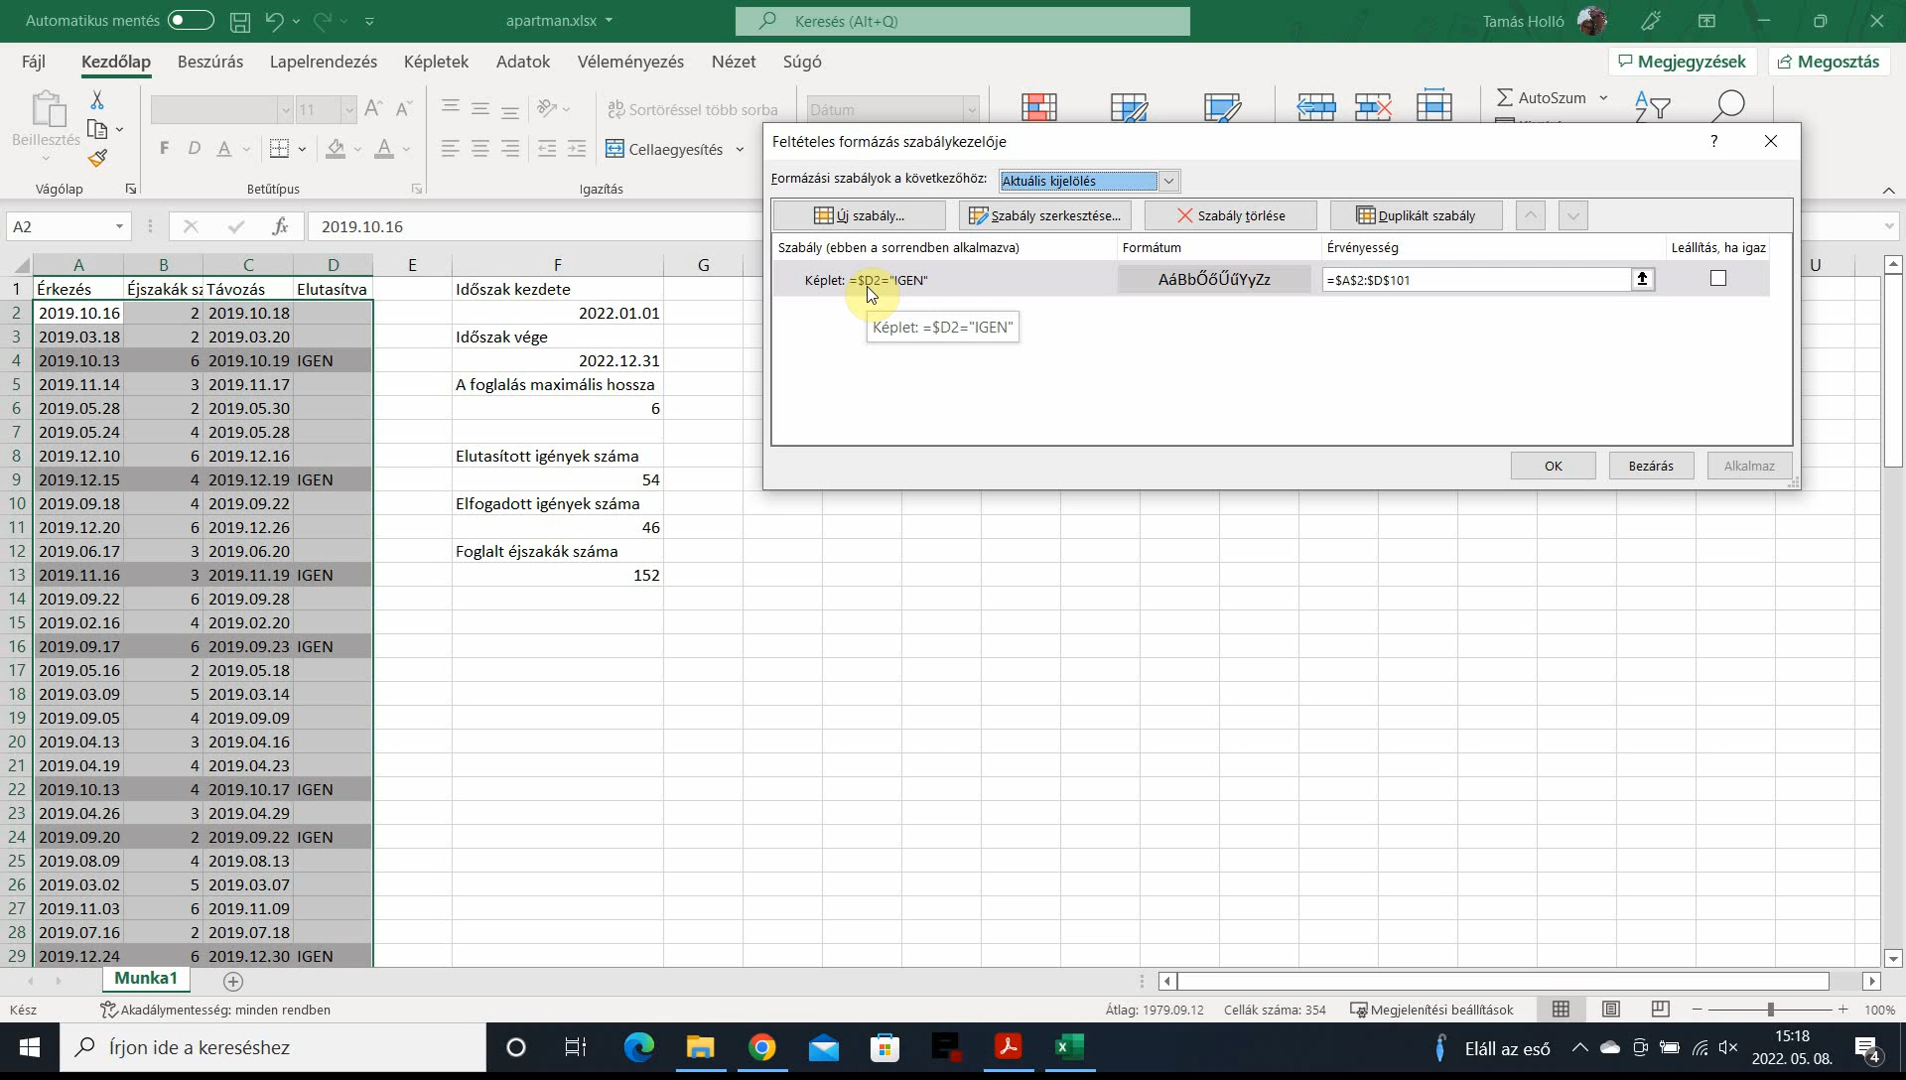 Automatikus mentés
apartman.xlsx
Keresés (Alt+Q)
Tamás Holló
Fájl Kezdőlap Beszúrás Lapelrendezés Képletek Adatok Véleményezés Nézet Súgó
Megjegyzések Megosztás
Beillesztés
11
Sortöréssel több sorba
Dátum
AutoSzum
F D A
Cellaegyesítés
Vágólap Betűtípus Igazítás
Feltételes formázás szabálykezelője
Formázási szabályok a következőhöz: Aktuális kijelölés
Új szabály... Szabály szerkesztése... Szabály törlése Duplikált szabály
Szabály (ebben a sorrendben alkalmazva) Formátum Érvényesség Leállítás, ha igaz
Képlet: =$D2="IGEN" AáBbŐőŰűYyZz =$A$2:$D$101
Képlet: =$D2="IGEN"
OK Bezárás Alkalmaz
A2 fx 2019.10.16
A B C D E F G U
1 Érkezés Éjszakák sz Távozás Elutasítva Időszak kezdete
2 2019.10.16 2 2019.10.18 2022.01.01
3 2019.03.18 2 2019.03.20 Időszak vége
4 2019.10.13 6 2019.10.19 IGEN 2022.12.31
5 2019.11.14 3 2019.11.17 A foglalás maximális hossza
6 2019.05.28 2 2019.05.30 6
7 2019.05.24 4 2019.05.28
8 2019.12.10 6 2019.12.16 Elutasított igények száma
9 2019.12.15 4 2019.12.19 IGEN 54
10 2019.09.18 4 2019.09.22 Elfogadott igények száma
11 2019.12.20 6 2019.12.26 46
12 2019.06.17 3 2019.06.20 Foglalt éjszakák száma
13 2019.11.16 3 2019.11.19 IGEN 152
14 2019.09.22 6 2019.09.28
15 2019.02.16 4 2019.02.20
16 2019.09.17 6 2019.09.23 IGEN
17 2019.05.16 2 2019.05.18
18 2019.03.09 5 2019.03.14
19 2019.09.05 4 2019.09.09
20 2019.04.13 3 2019.04.16
21 2019.04.19 4 2019.04.23
22 2019.10.13 4 2019.10.17 IGEN
23 2019.04.26 3 2019.04.29
24 2019.09.20 2 2019.09.22 IGEN
25 2019.08.09 4 2019.08.13
26 2019.03.02 5 2019.03.07
27 2019.11.03 6 2019.11.09
28 2019.07.16 2 2019.07.18
29 2019.12.24 6 2019.12.30 IGEN
Munka1
Kész Akadálymentesség: minden rendben Átlag: 1979.09.12 Cellák száma: 354 Megjelenítési beállítások 100%
Írjon ide a kereséshez
Eláll az eső
15:18
2022. 05. 08.
4